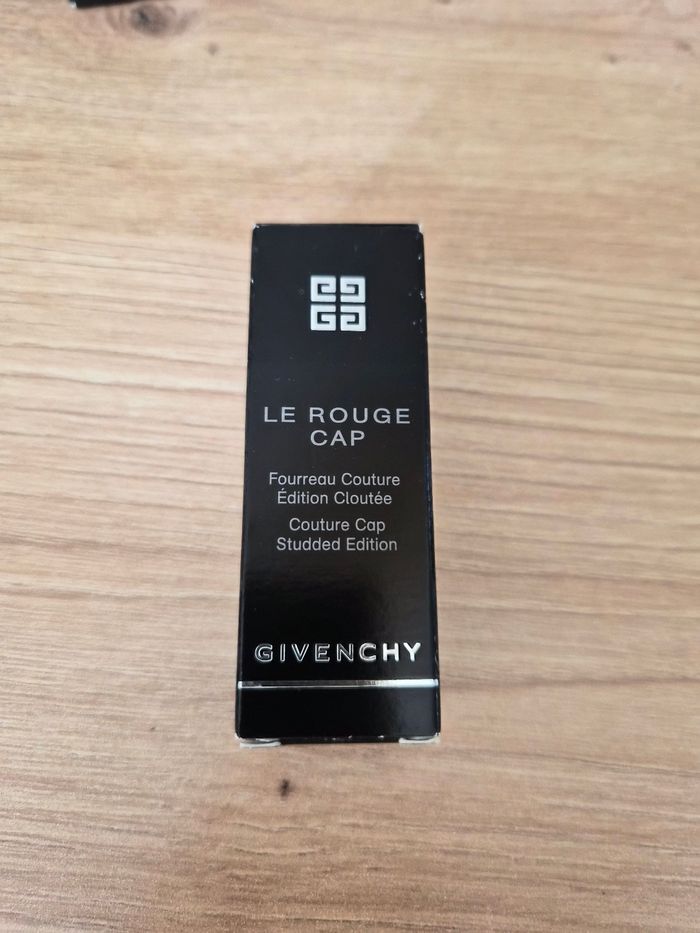 LE ROUGE
CAP
Fourreau Couture
Édition Cloutée
Couture Cap
Studded Edition
GIVENCHY